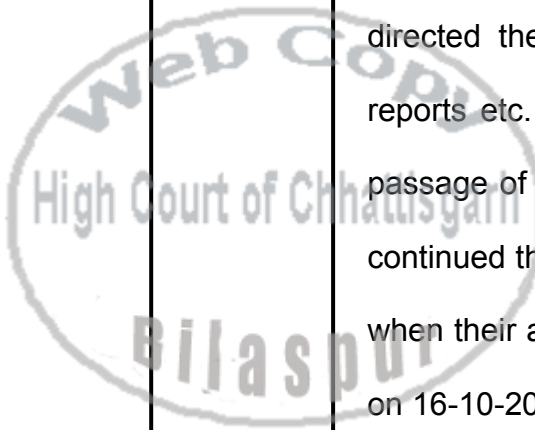 directed the
reports etc.
passage of
continued th
when their a
on 16-10-20
Web Copy
High Court of Chhattisgarh
Bilaspur